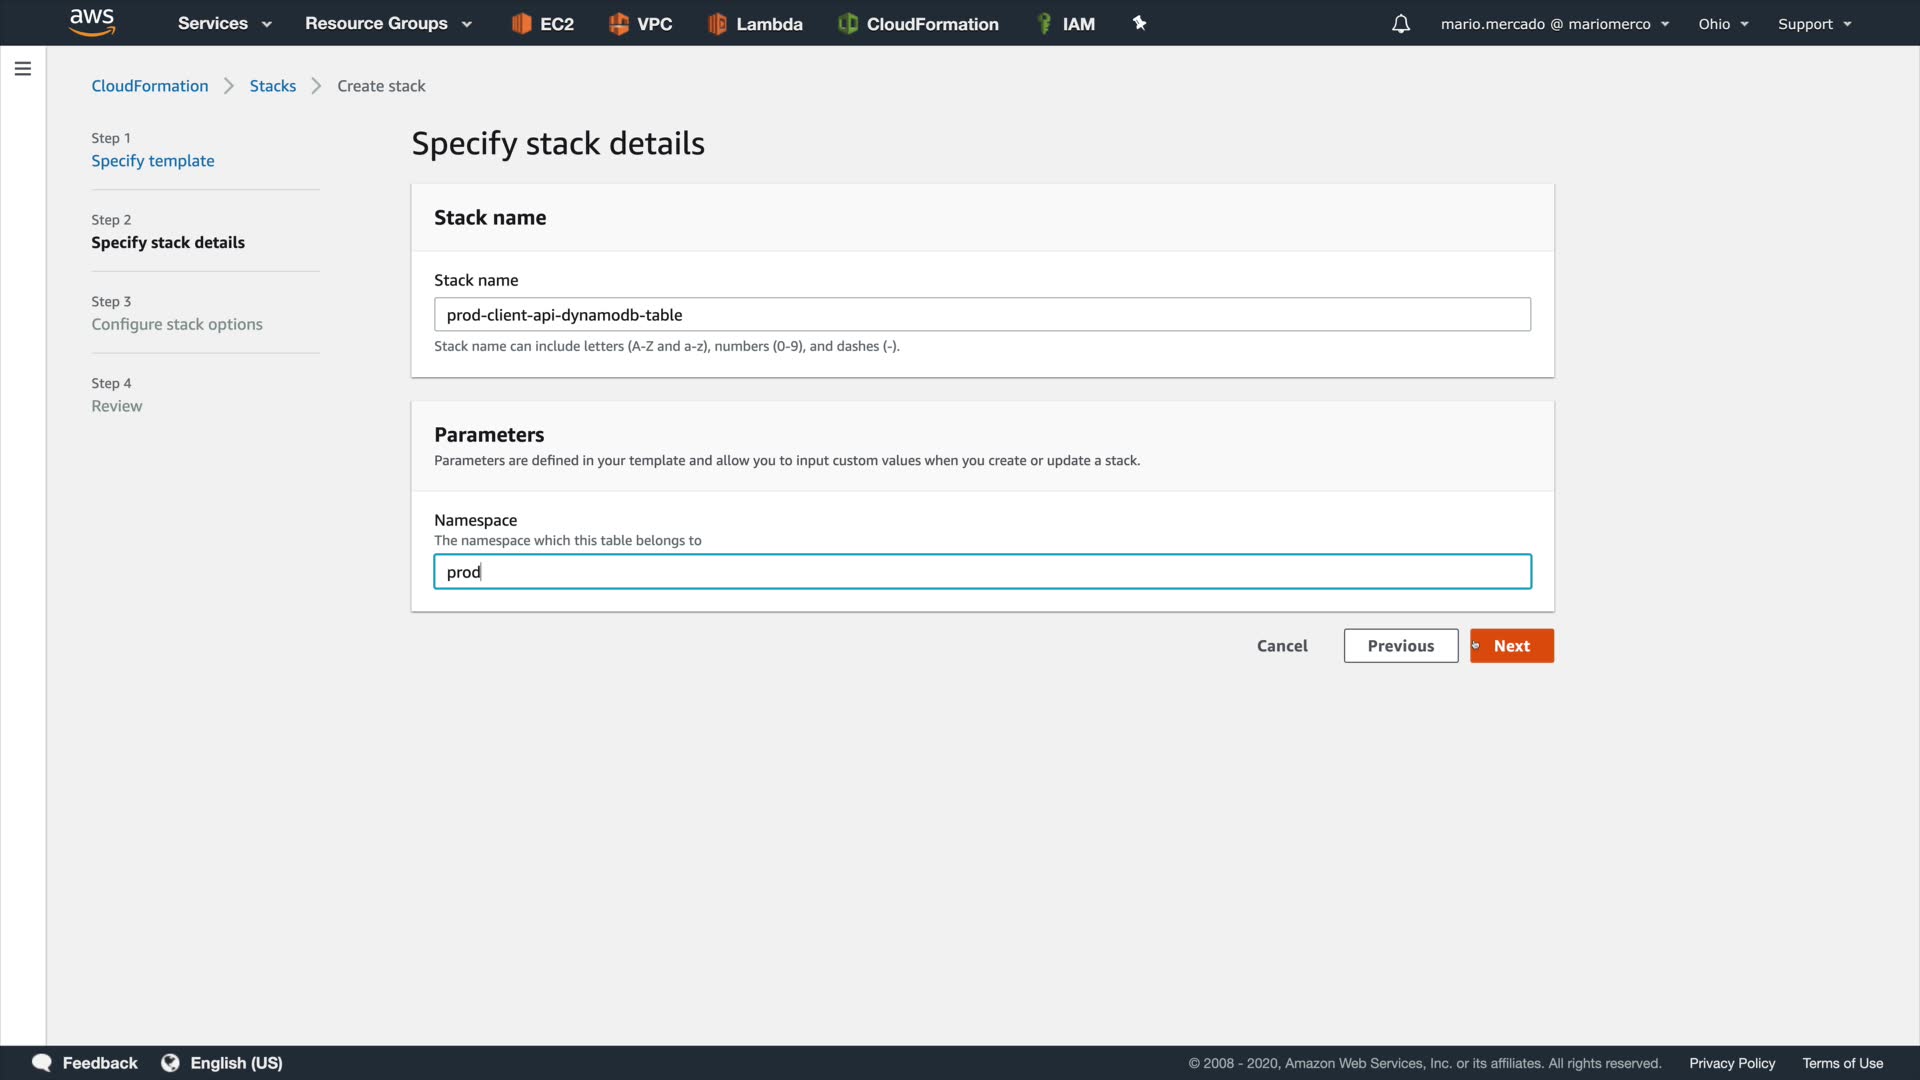 aws
Services
Resource Groups
EC2
VPC
Lambda
CloudFormation
IAM
mario.mercado @ mariomerco
Ohio
Support
CloudFormation
Stacks
Create stack
Step 1
Specify template
Step 2
Specify stack details
Step 3
Configure stack options
Step 4
Review
Specify stack details
Stack name
Stack name
prod-client-api-dynamodb-table
Stack name can include letters (A-Z and a-z), numbers (0-9), and dashes (-).
Parameters
Parameters are defined in your template and allow you to input custom values when you create or update a stack.
Namespace
The namespace which this table belongs to
prod
Cancel
Previous
Next
Feedback
English (US)
© 2008 - 2020, Amazon Web Services, Inc. or its affiliates. All rights reserved.
Privacy Policy
Terms of Use